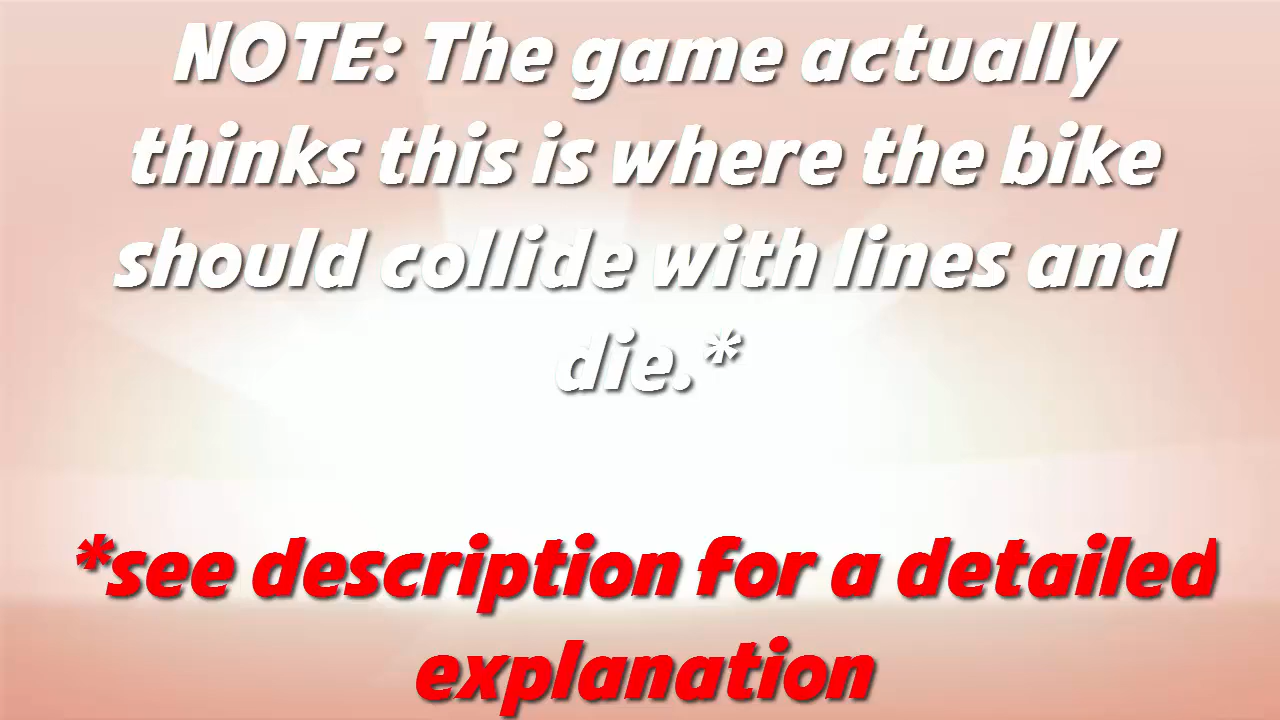 NOTE: The game actually
thinks this is where the bike
should collide with lines and
die.*
*see description for a detailed
explanation